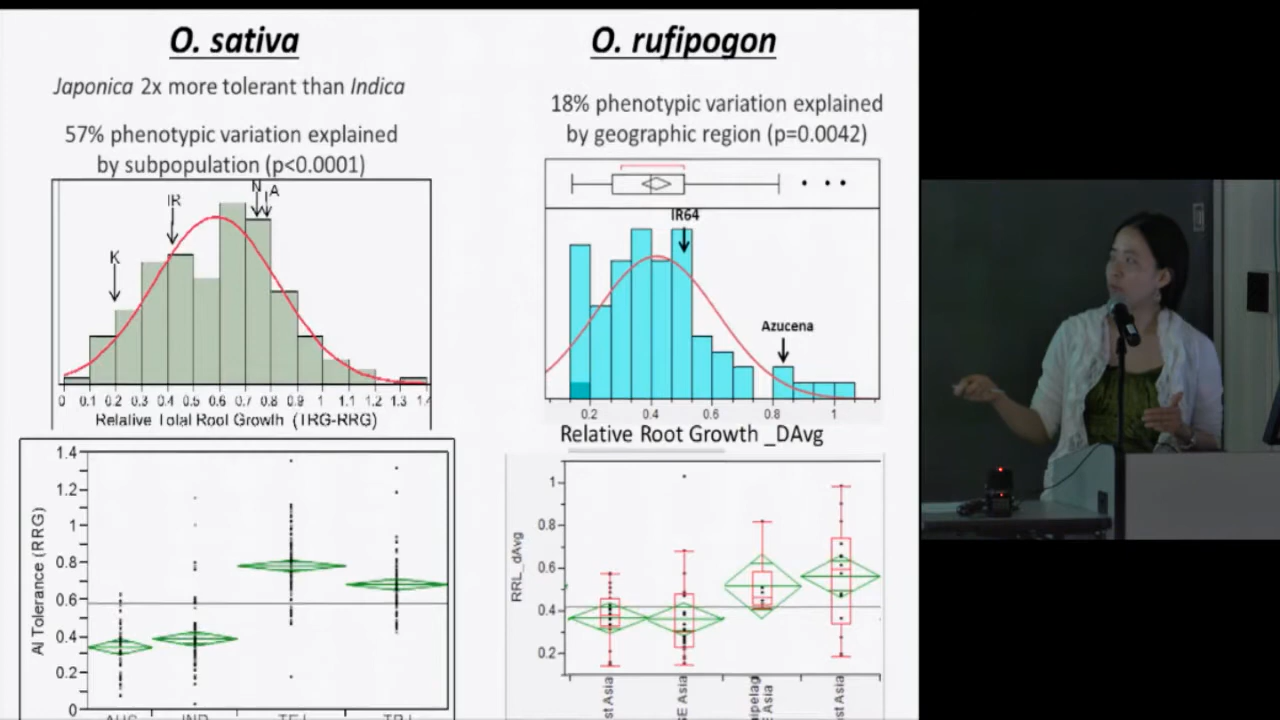 O. sativa
Japonica 2x more tolerant than Indica
57% phenotypic variation explained
by subpopulation (p<0.0001)
K
IR
N
A
0 0.1 0.2 0.3 0.4 0.5 0.6 0.7 0.8 0.9 1 1.1 1.2 1.3 1.4
Relative Total Root Growth (TRG-RRG)
1.4
1.2
1
0.8
0.6
0.4
0.2
0
Al Tolerance (RRG)
AUS IND TEJ TRJ
O. rufipogon
18% phenotypic variation explained
by geographic region (p=0.0042)
IR64
Azucena
0.2 0.4 0.6 0.8 1
Relative Root Growth _DAvg
1
0.8
0.6
0.4
0.2
RRL_dAvg
st Asia
SE Asia
E Asia
st Asia